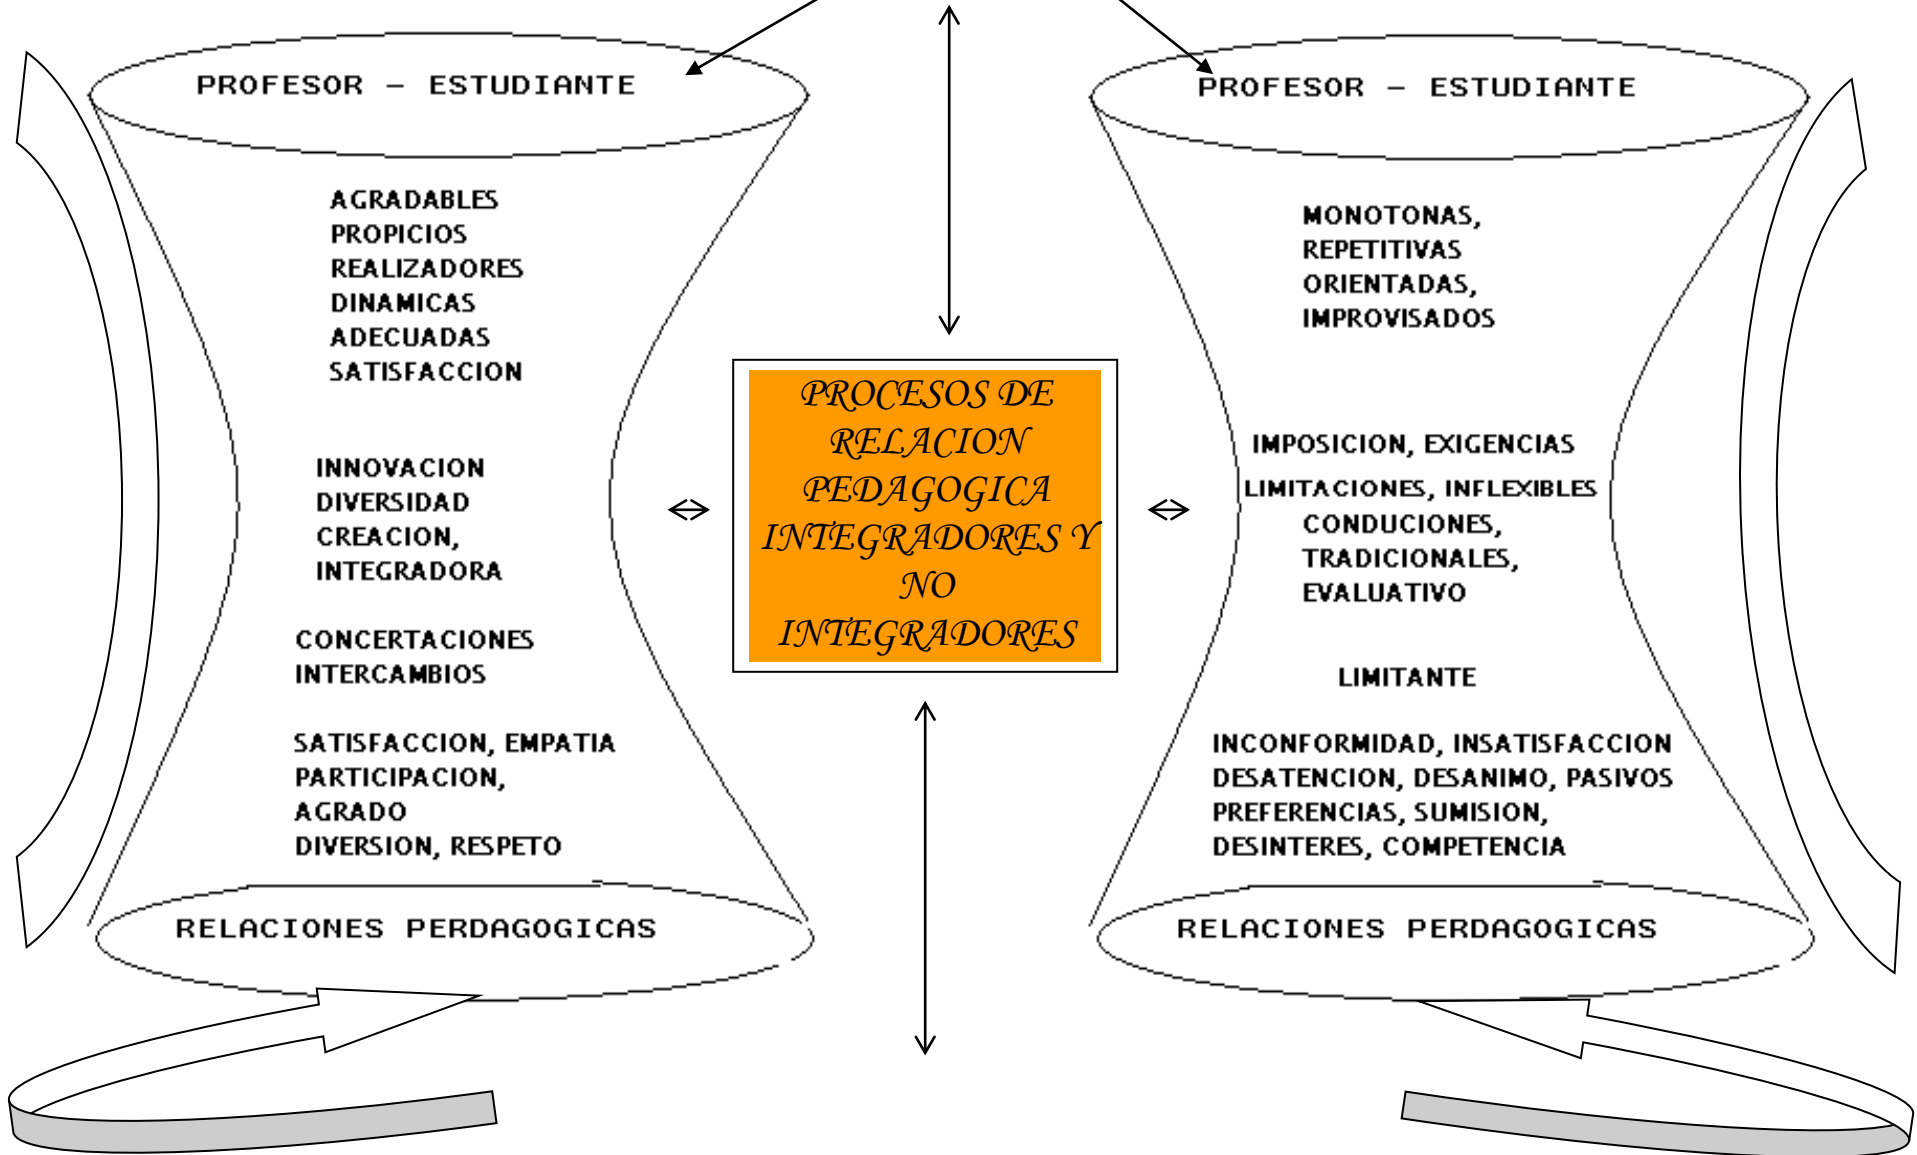 PROFESOR – ESTUDIANTE
AGRADABLES
PROPICIOS
REALIZADORES
DINAMICAS
ADECUADAS
SATISFACCION
INNOVACION
DIVERSIDAD
CREACION,
INTEGRADORA
CONCERTACIONES
INTERCAMBIOS
SATISFACCION, EMPATIA
PARTICIPACION,
AGRADO
DIVERSION, RESPETO
RELACIONES PERDAGOGICAS
PROCESOS DE
RELACION
PEDAGOGICA
INTEGRADORES Y
NO
INTEGRADORES
PROFESOR – ESTUDIANTE
MONOTONAS,
REPETITIVAS
ORIENTADAS,
IMPROVISADOS
IMPOSICION, EXIGENCIAS
LIMITACIONES, INFLEXIBLES
CONDUCIONES,
TRADICIONALES,
EVALUATIVO
LIMITANTE
INCONFORMIDAD, INSATISFACCION
DESATENCION, DESANIMO, PASIVOS
PREFERENCIAS, SUMISION,
DESINTERES, COMPETENCIA
RELACIONES PERDAGOGICAS